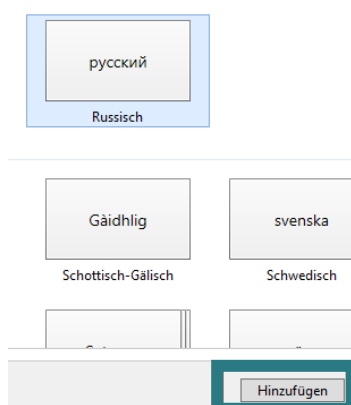 русский
Russisch
Gàidhlig
svenska
Schottisch-Gälisch
Schwedisch
Hinzufügen